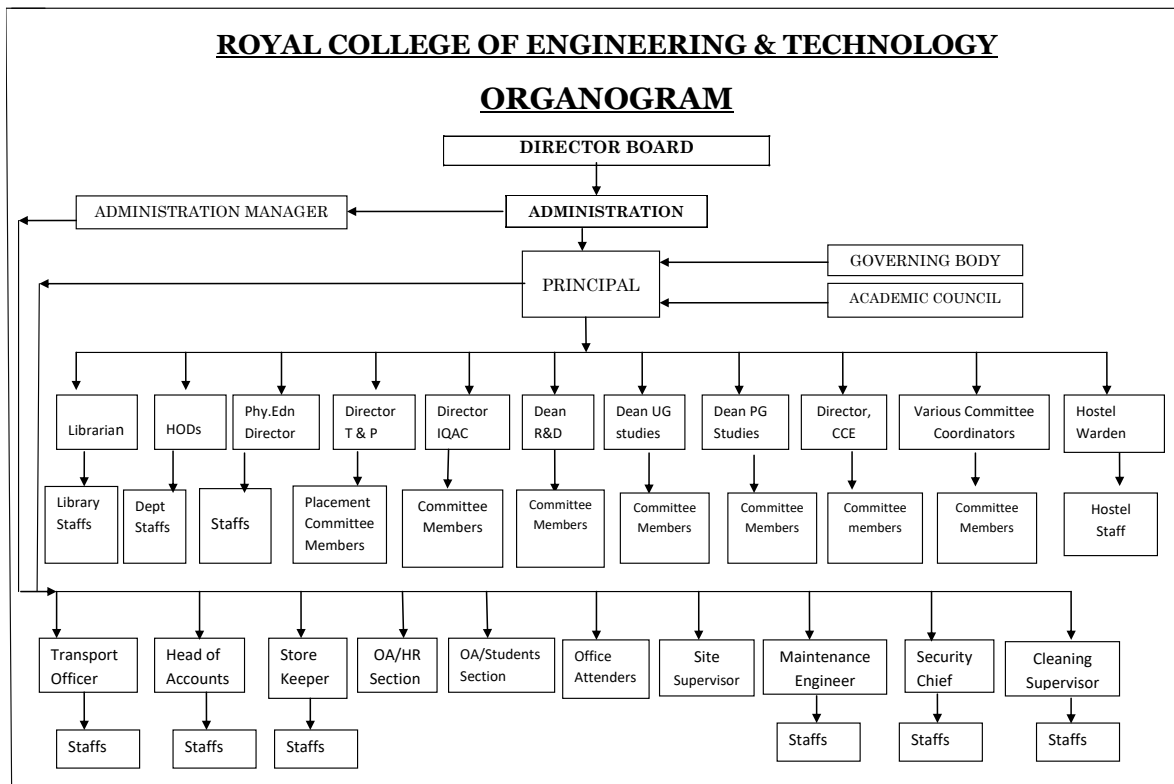 ROYAL COLLEGE OF ENGINEERING & TECHNOLOGY
ORGANOGRAM
DIRECTOR BOARD
ADMINISTRATION MANAGER
ADMINISTRATION
PRINCIPAL
GOVERNING BODY
ACADEMIC COUNCIL
Librarian
HODs
Phy.Edn
Director
Director
T & P
Director
IQAC
Dean
R&D
Dean UG
studies
Dean PG
Studies
Director,
CCE
Various Committee
Coordinators
Hostel
Warden
Library
Staffs
Dept
Staffs
Staffs
Placement
Committee
Members
Committee
Members
Committee
Members
Committee
Members
Committee
Members
Committee
members
Committee
Members
Hostel
Staff
Transport
Officer
Head of
Accounts
Store
Keeper
OA/HR
Section
OA/Students
Section
Office
Attenders
Site
Supervisor
Maintenance
Engineer
Security
Chief
Cleaning
Supervisor
Staffs
Staffs
Staffs
Staffs
Staffs
Staffs